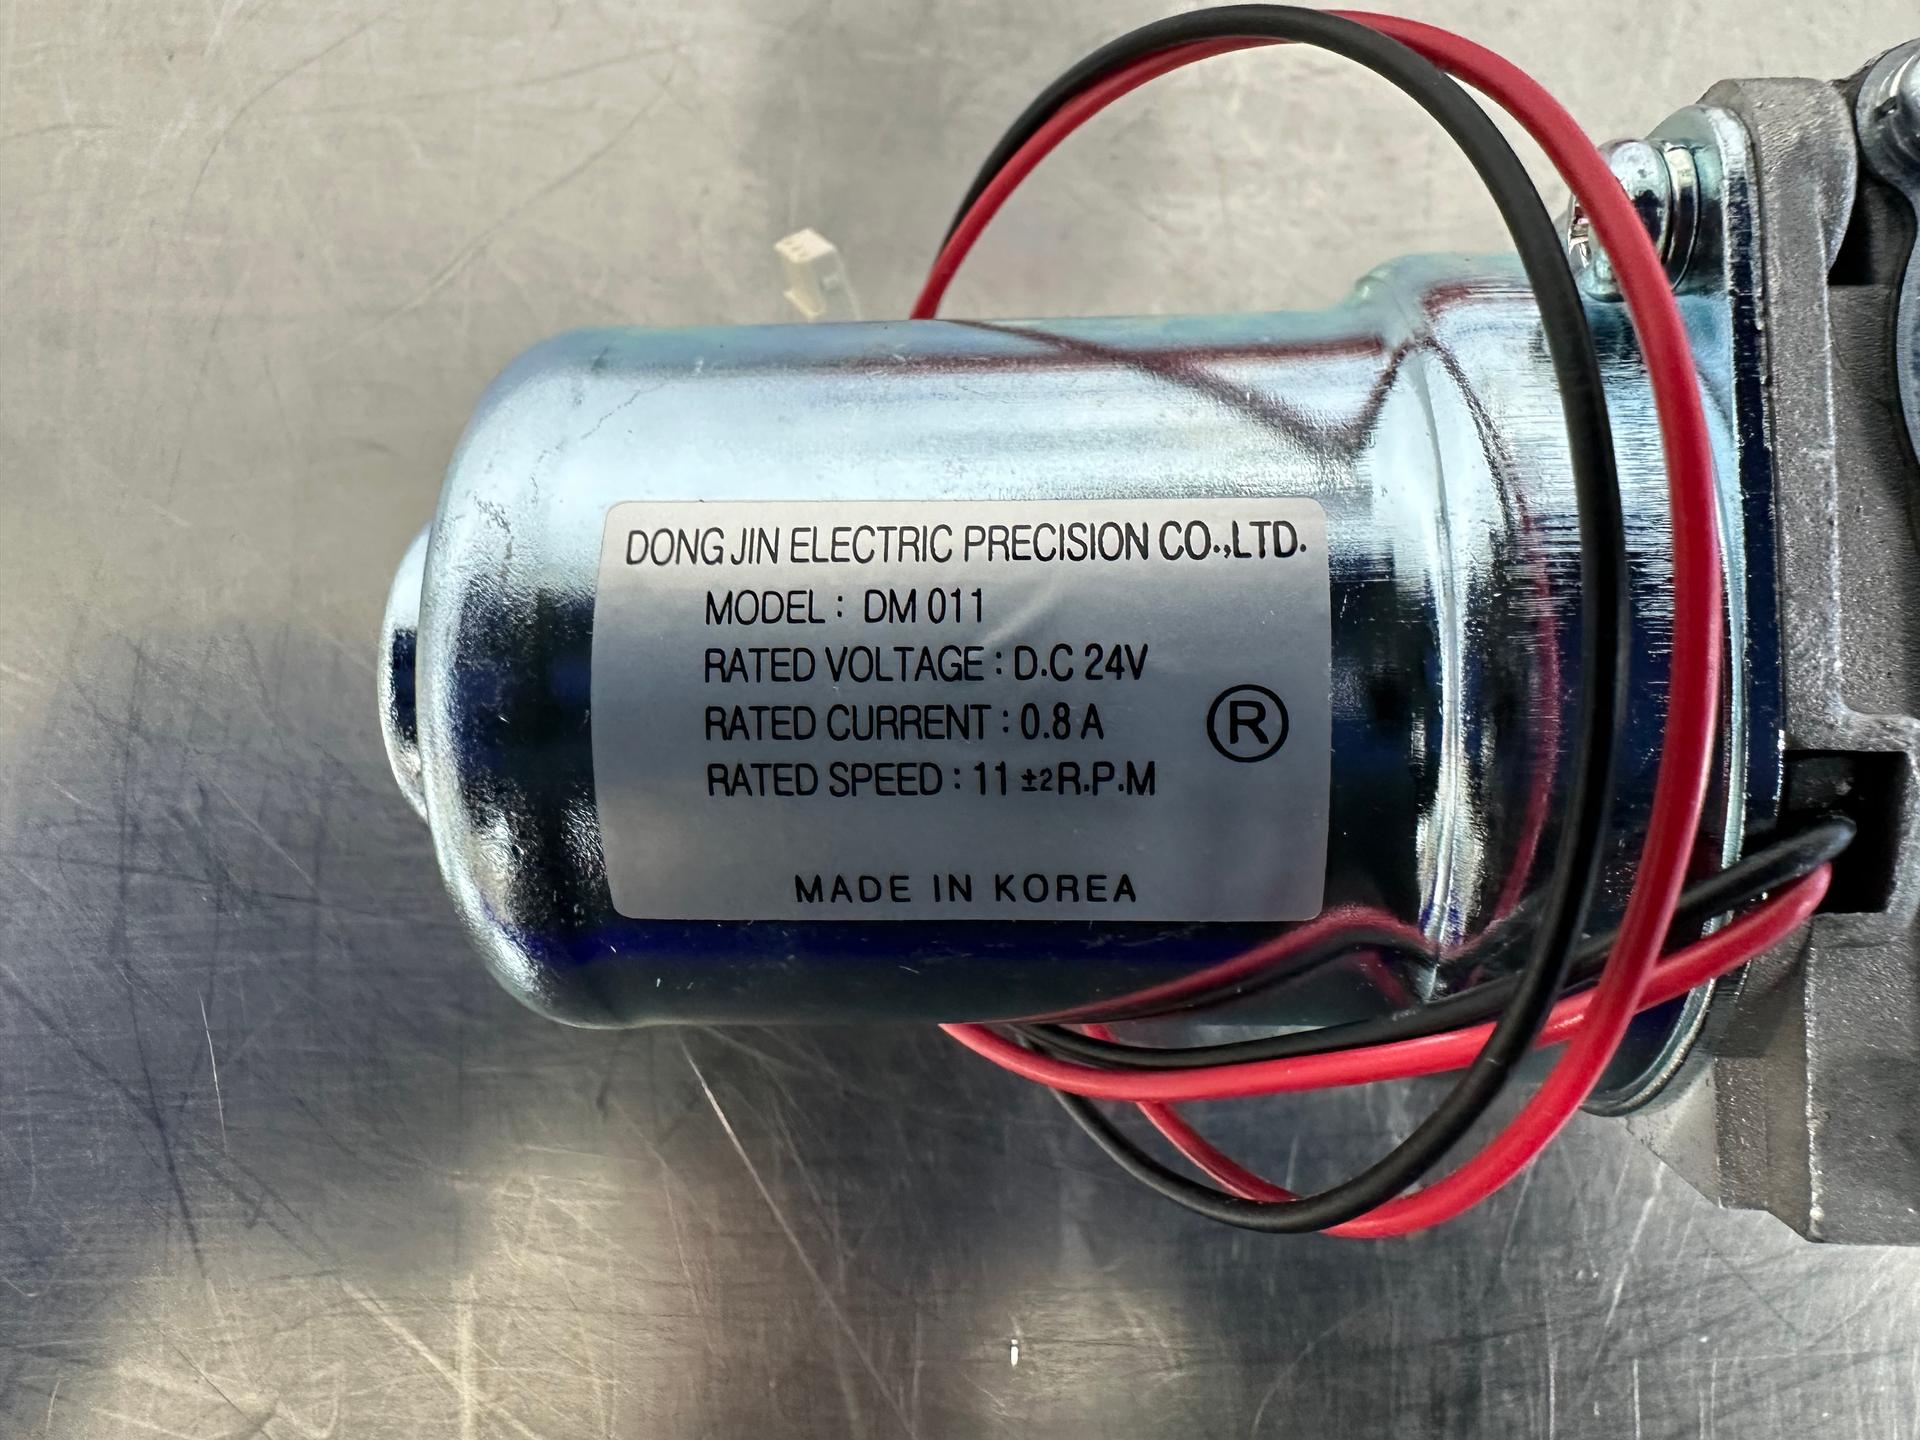 DONG JIN ELECTRIC PRECISION CO.,LTD.
MODEL : DM 011
RATED VOLTAGE : D.C 24V
RATED CURRENT : 0.8 A
RATED SPEED : 11 ±2 R.P.M
®
MADE IN KOREA